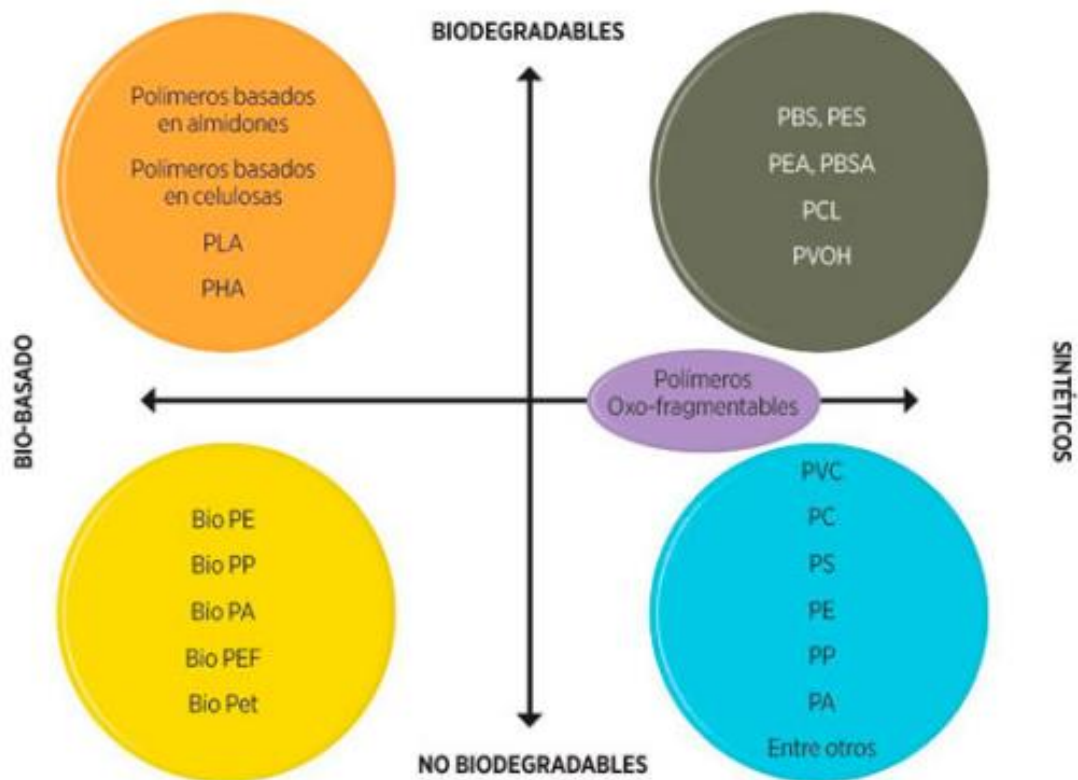 BIODEGRADABLES
Polímeros basados
en almidones
Polímeros basados
en celulosas
PLA
PHA
PBS, PES
PEA, PBSA
PCL
PVOH
BIO-BASADO
SINTÉTICOS
Polímeros
Oxo-fragmentables
Bio PE
Bio PP
Bio PA
Bio PEF
Bio Pet
PVC
PC
PS
PE
PP
PA
Entre otros
NO BIODEGRADABLES